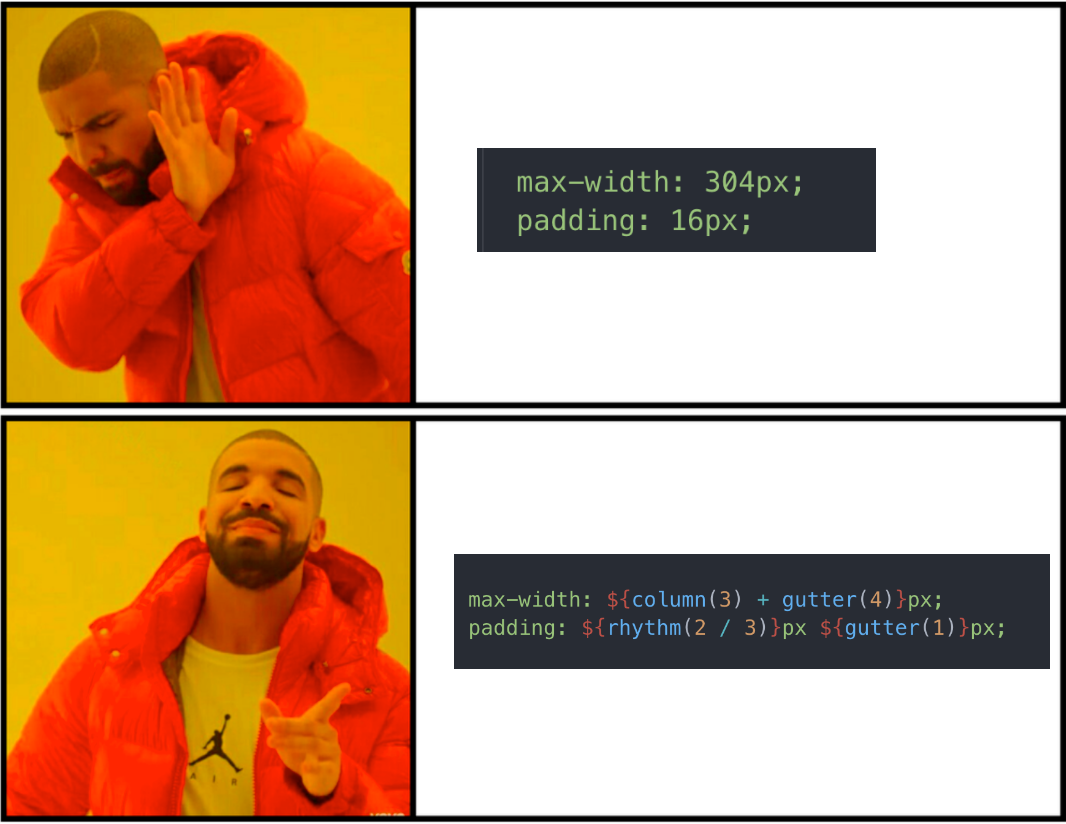 max-width: 304px;
padding: 16px;
max-width: ${column(3) + gutter(4)}px;
padding: ${rhythm(2 / 3)}px ${gutter(1)}px;
A I R